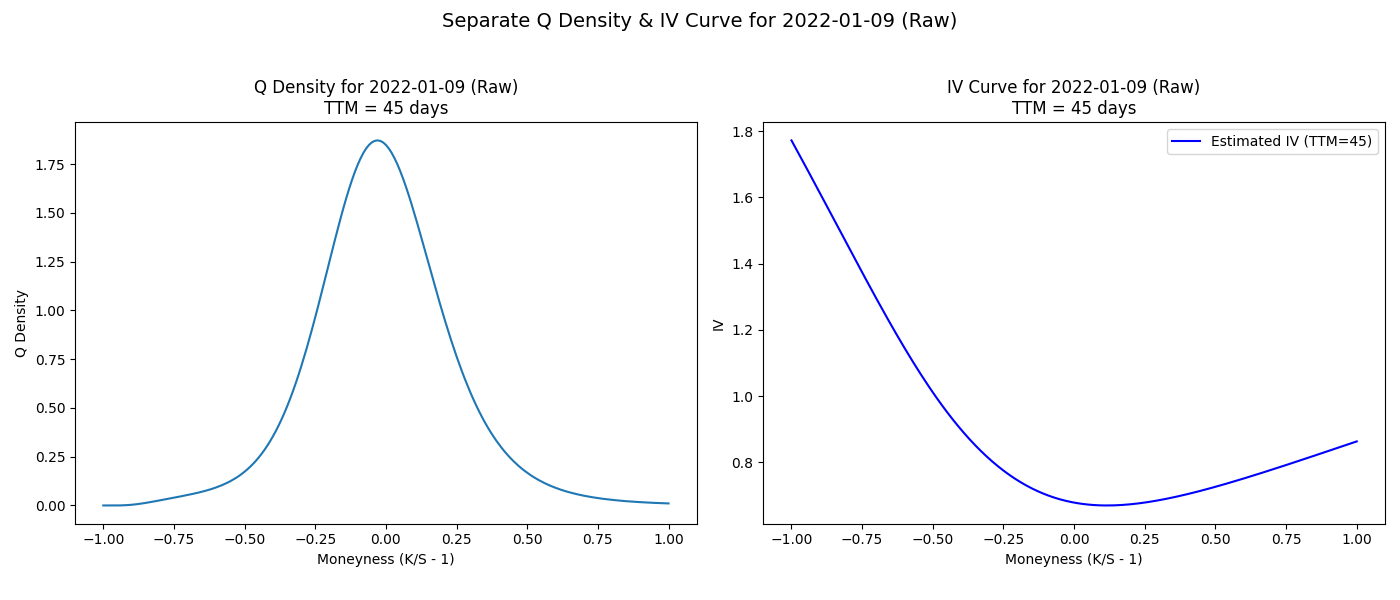 Separate Q Density & IV Curve for 2022-01-09 (Raw)
Q Density for 2022-01-09 (Raw)
TTM = 45 days
Q Density
1.75
1.50
1.25
1.00
0.75
0.50
0.25
0.00
−1.00 −0.75 −0.50 −0.25 0.00 0.25 0.50 0.75 1.00
Moneyness (K/S - 1)
IV Curve for 2022-01-09 (Raw)
TTM = 45 days
Estimated IV (TTM=45)
IV
1.8
1.6
1.4
1.2
1.0
0.8
−1.00 −0.75 −0.50 −0.25 0.00 0.25 0.50 0.75 1.00
Moneyness (K/S - 1)